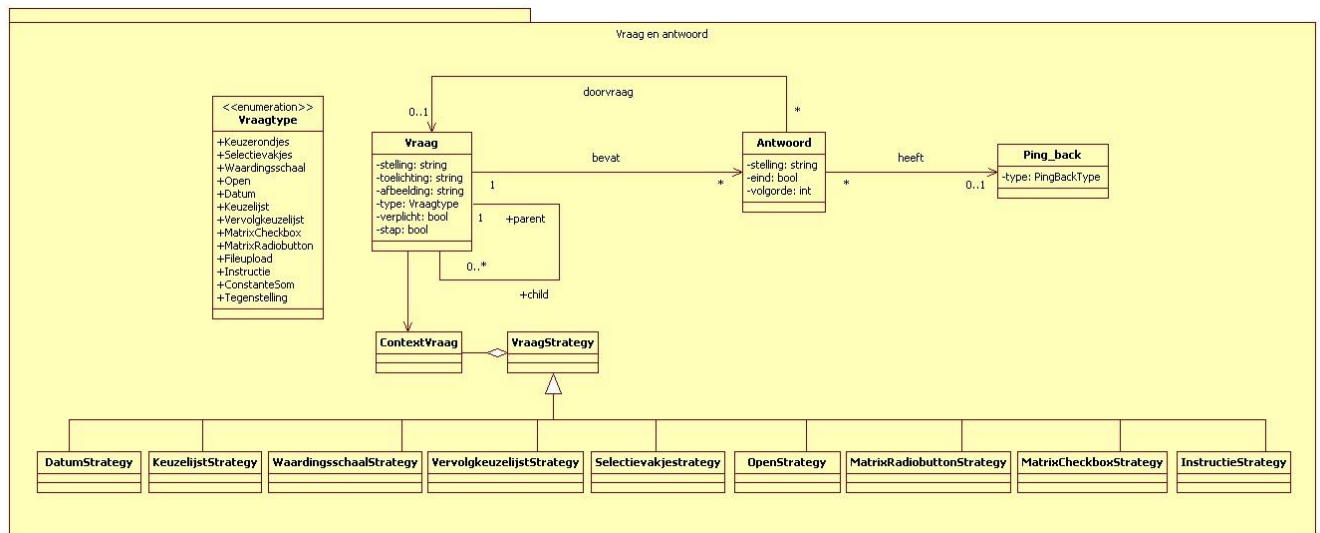 Vraag en antwoord
<<enumeration>>
Vraagtype
+Keuzerondjes
+Selectievakjes
+Waardingsschaal
+Open
+Datum
+Keuzelijst
+Vervolgkeuzelijst
+MatrixCheckbox
+MatrixRadiobutton
+Fileupload
+Instructie
+ConstanteSom
+Tegenstelling
doorvraag
0..1
*
Vraag
-stelling: string
-toelichting: string
-afbeelding: string
-type: Vraagtype
-verplicht: bool
-stap: bool
bevat
1
*
Antwoord
-stelling: string
-eind: bool
-volgorde: int
heeft
*
0..1
Ping_back
-type: PingBackType
1
+parent
0..*
+child
ContextVraag
VraagStrategy
DatumStrategy
KeuzelijstStrategy
WaardingsschaalStrategy
VervolgkeuzelijstStrategy
Selectievakjestrategy
OpenStrategy
MatrixRadiobuttonStrategy
MatrixCheckboxStrategy
InstructieStrategy